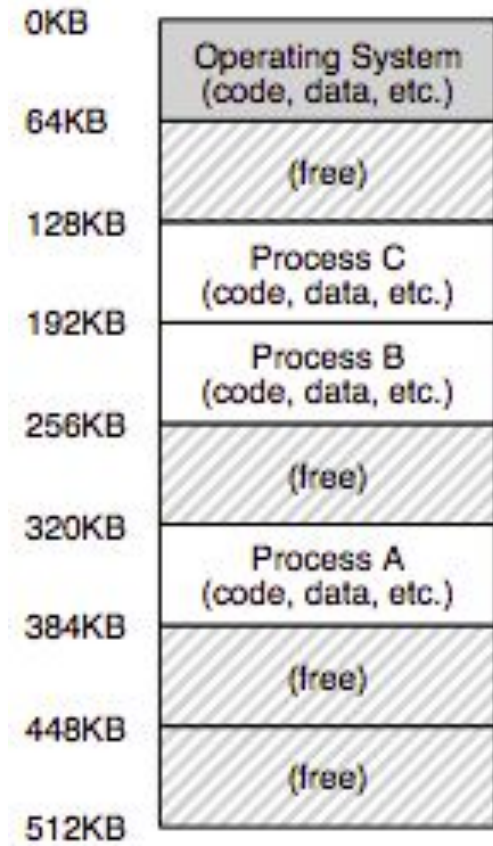 0KB
Operating System
(code, data, etc.)
64KB
(free)
128KB
Process C
(code, data, etc.)
192KB
Process B
(code, data, etc.)
256KB
(free)
320KB
Process A
(code, data, etc.)
384KB
(free)
448KB
(free)
512KB